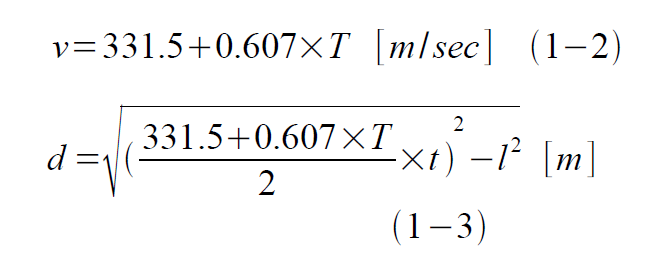 v=331.5+0.607×T [m/sec] (1−2)
d=√((331.5+0.607×T)/2×t)²−l² [m]
(1−3)